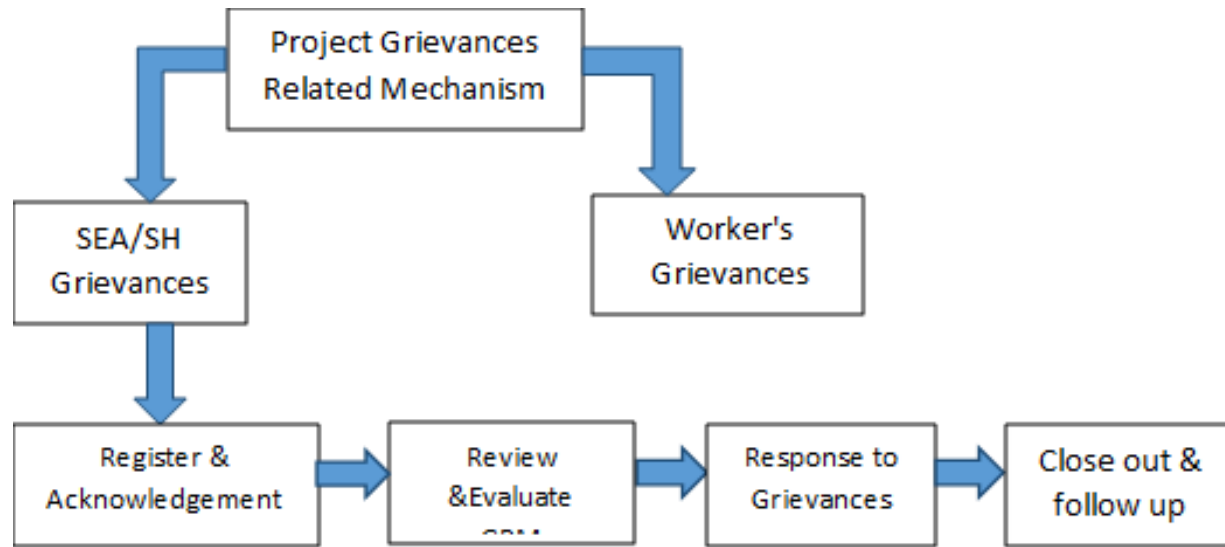 Project Grievances
Related Mechanism
SEA/SH
Grievances
Worker's
Grievances
Register &
Acknowledgement
Review
&Evaluate
Response to
Grievances
Close out &
follow up